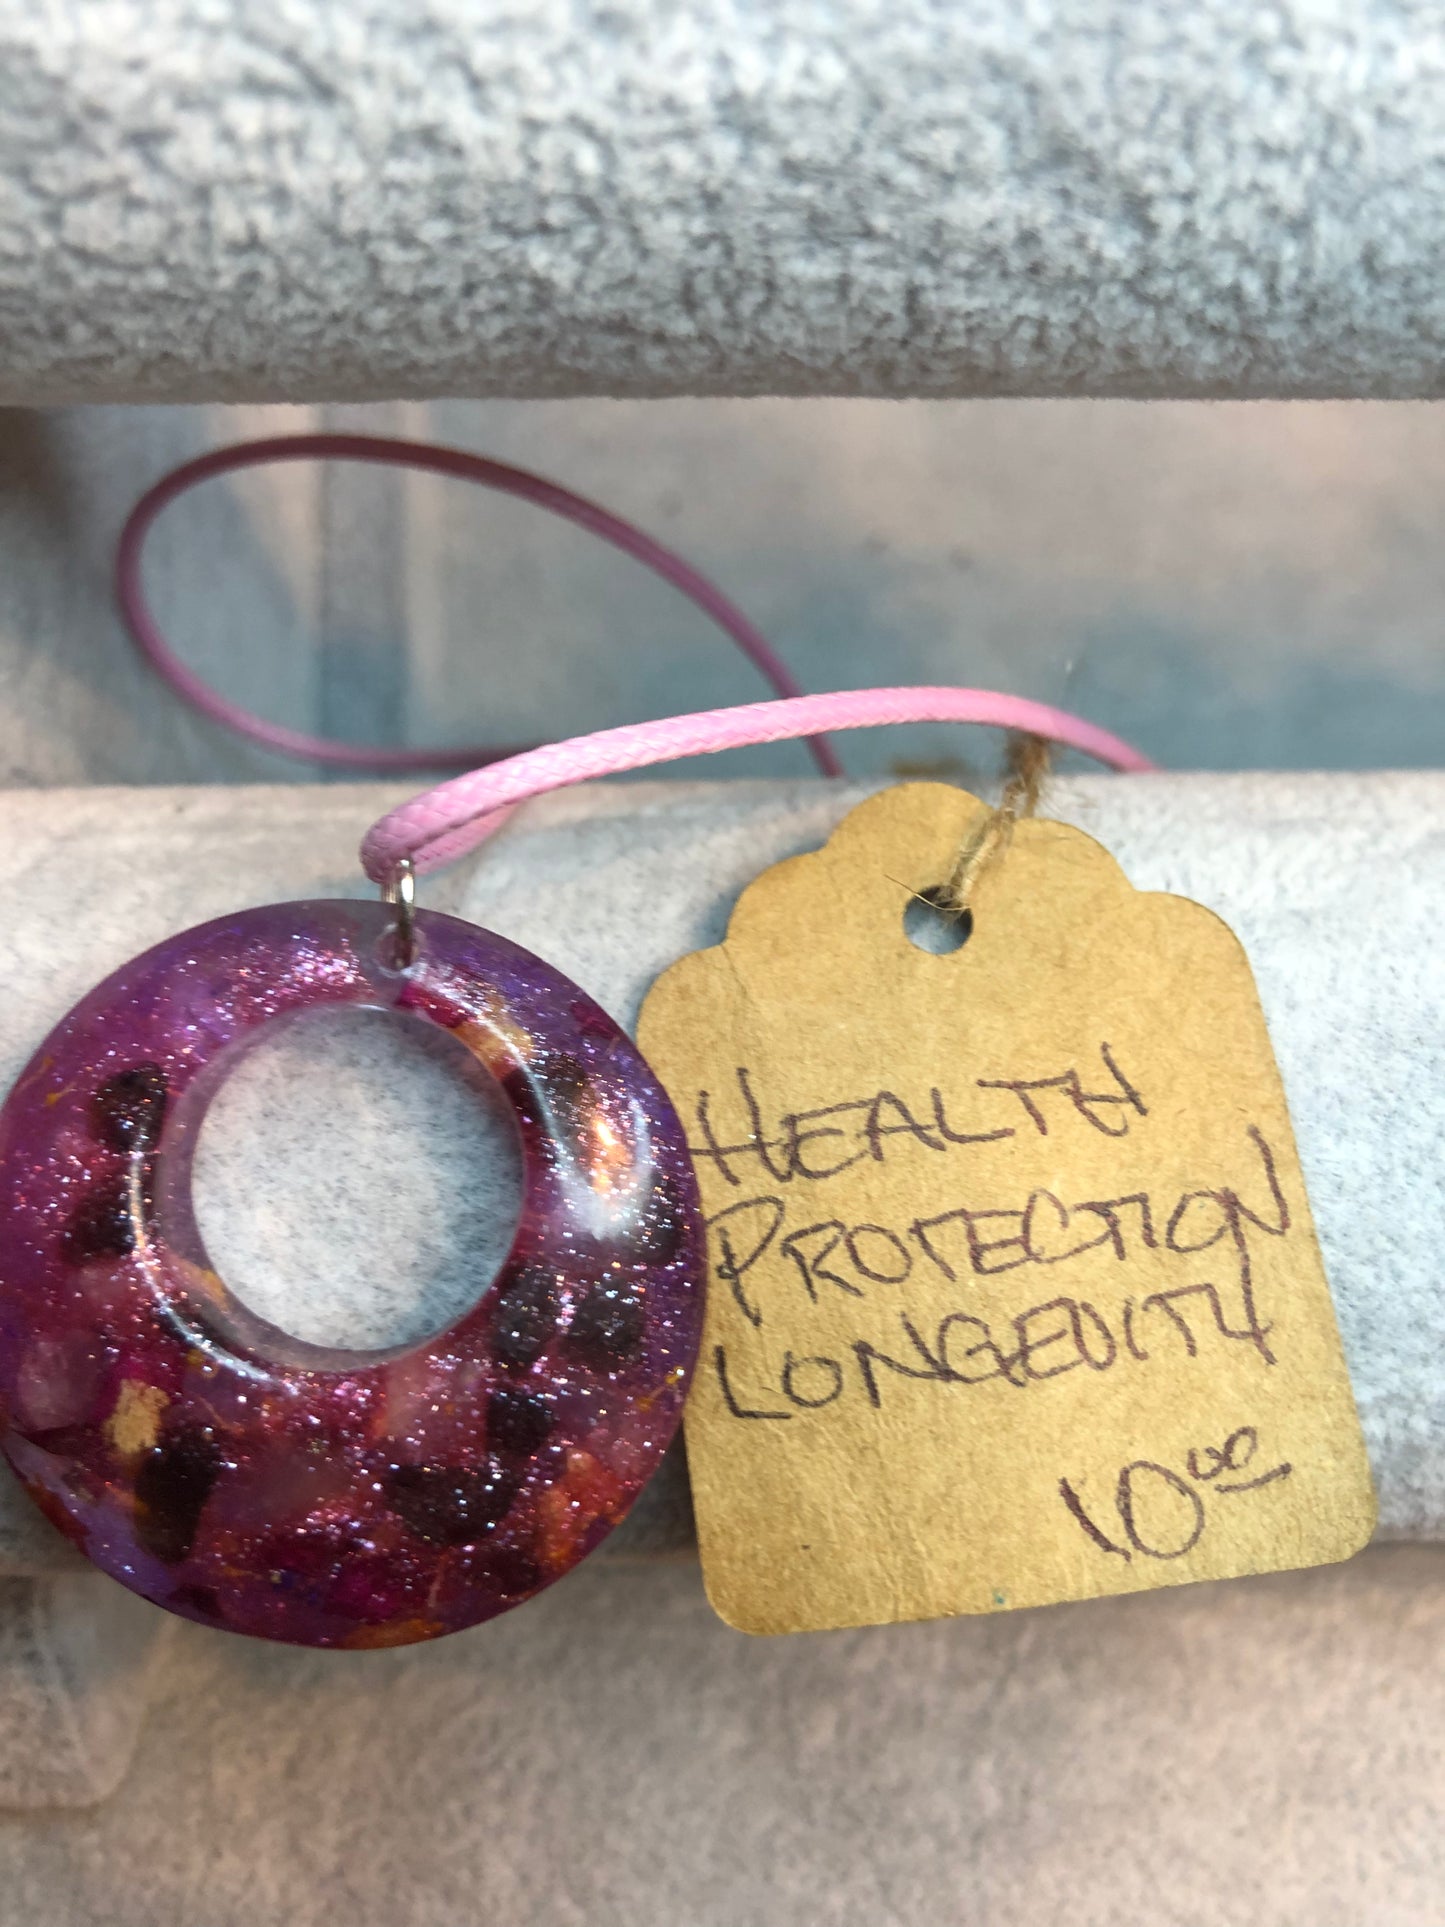 HEALTH
PROTECTION
LONGEVITY
10.00